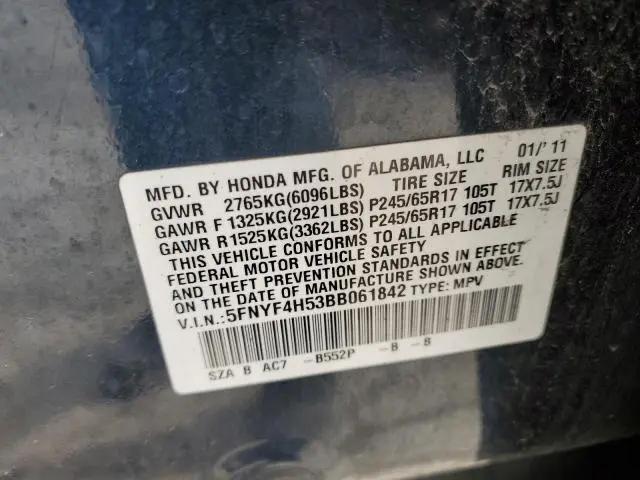 MFD. BY HONDA MFG. OF ALABAMA, LLC 01/'11
GVWR 2765KG(6096LBS) TIRE SIZE RIM SIZE
GAWR F 1325KG(2921LBS) P245/65R17 105T 17X7.5J
GAWR R 1525KG(3362LBS) P245/65R17 105T 17X7.5J
THIS VEHICLE CONFORMS TO ALL APPLICABLE
FEDERAL MOTOR VEHICLE SAFETY
AND THEFT PREVENTION STANDARDS IN EFFECT
ON THE DATE OF MANUFACTURE SHOWN ABOVE.
V.I.N.:5FNYF4H53BB061842 TYPE: MPV
SZA B AC7 -B552P -B -B